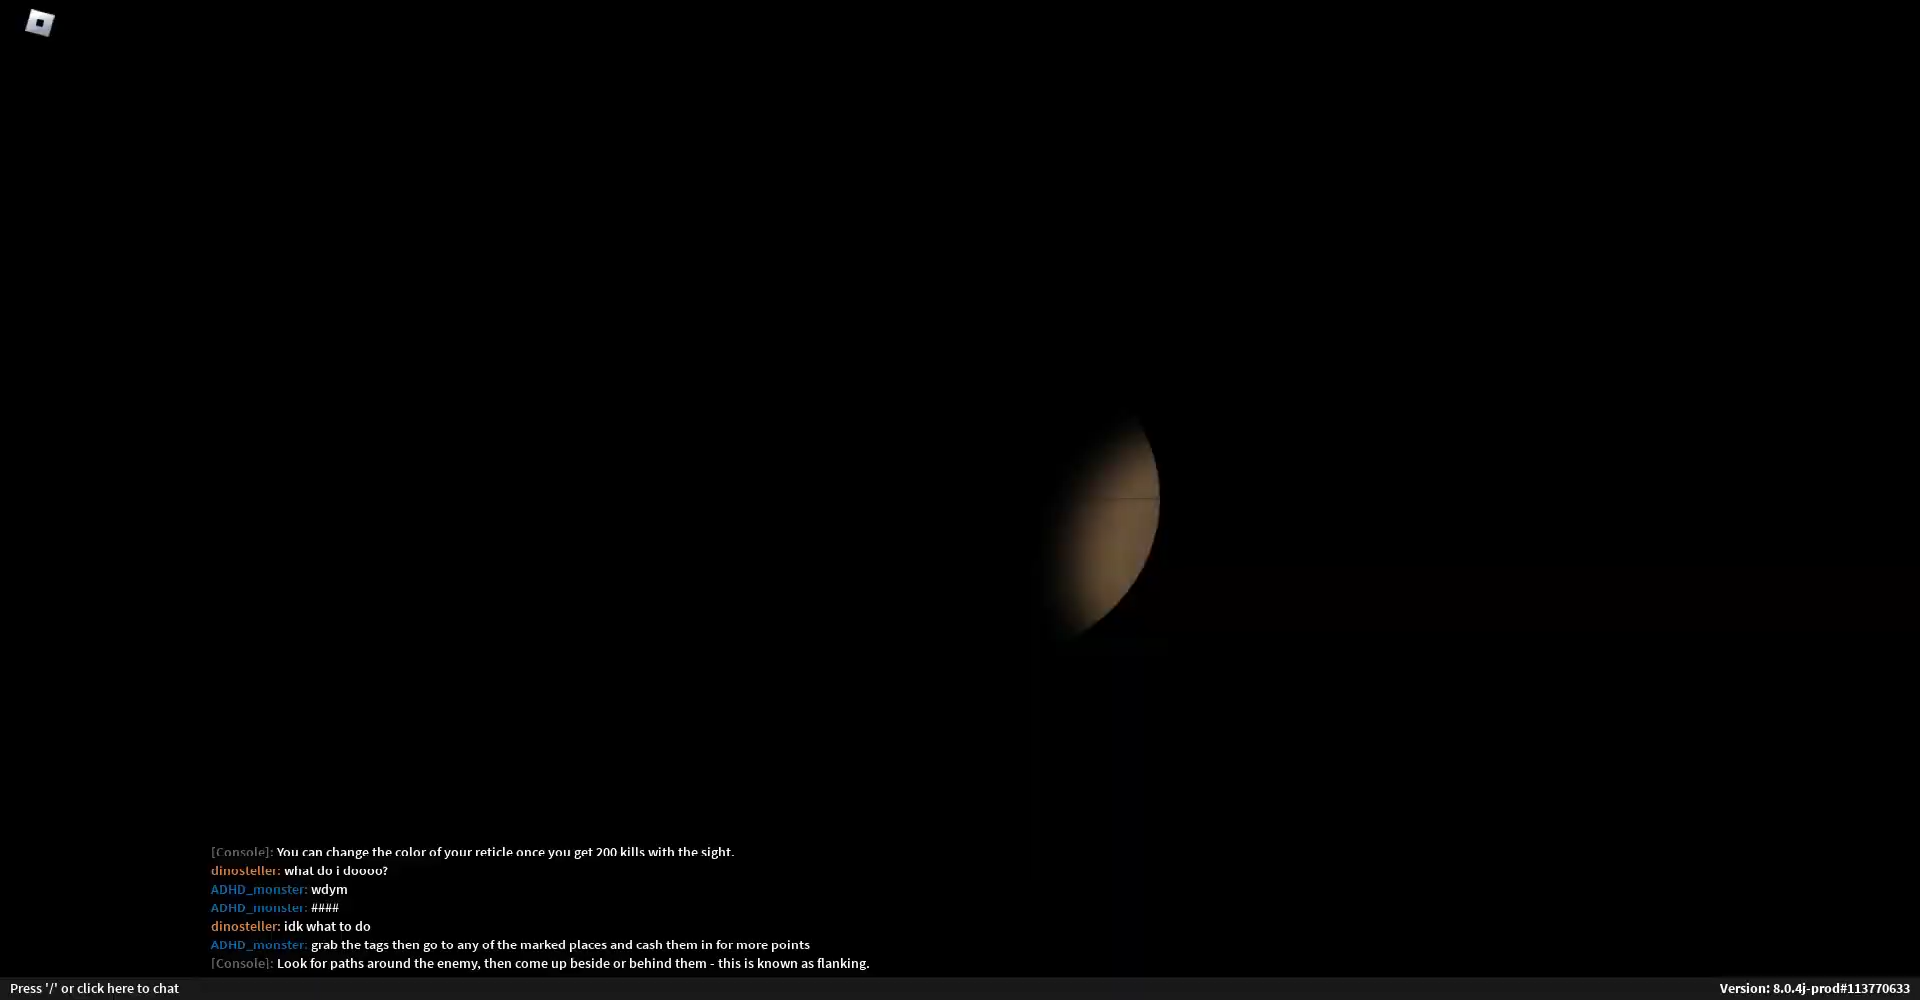 [Console]: You can change the color of your reticle once you get 200 kills with the sight.
dinosteller: what do i doooo?
ADHD_monster: wdym
ADHD_monster: ####
dinosteller: idk what to do
ADHD_monster: grab the tags then go to any of the marked places and cash them in for more points
[Console]: Look for paths around the enemy, then come up beside or behind them - this is known as flanking.
Press '/' or click here to chat
Version: 8.0.4j-prod#113770633